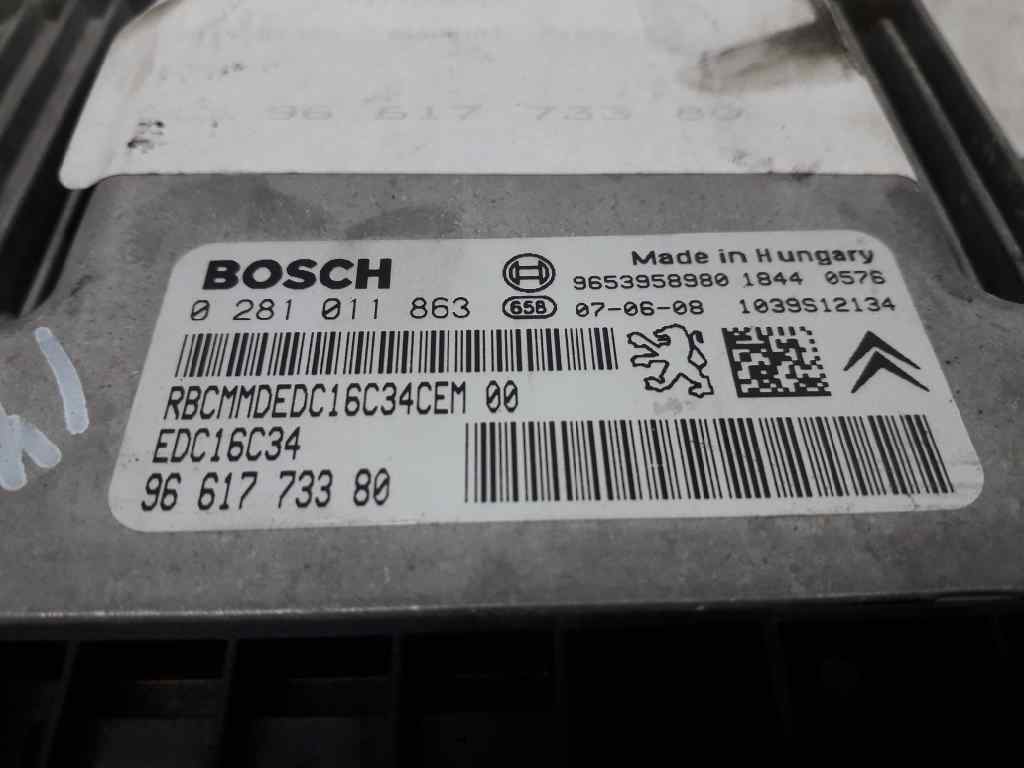 96 617 733 80
BOSCH
Made in Hungary
9653958980 1844 0576
0 281 011 863
658
07-06-08 1039S12134
RBCMMDEDC16C34CEM 00
EDC16C34
96 617 733 80